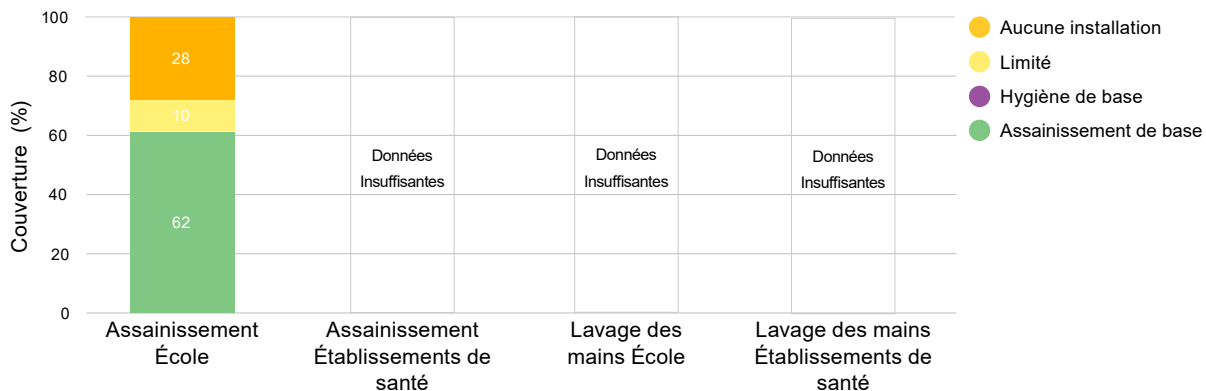 Couverture (%)
100
80
60
40
20
0
28
10
62
Données
Insuffisantes
Données
Insuffisantes
Données
Insuffisantes
Assainissement
École
Assainissement
Établissements de
santé
Lavage des
mains École
Lavage des mains
Établissements de
santé
Aucune installation
Limité
Hygiène de base
Assainissement de base